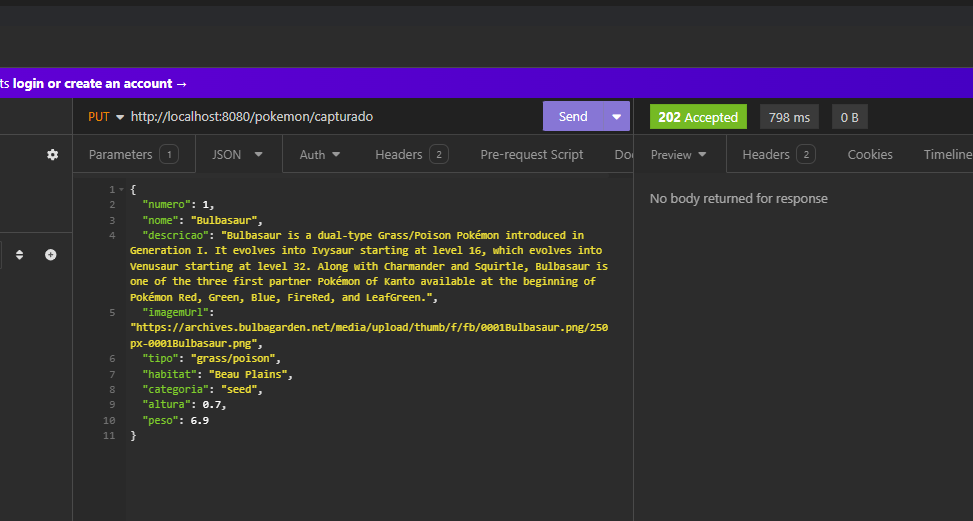 ts login or create an account →
PUT http://localhost:8080/pokemon/capturado Send 202 Accepted 798 ms 0 B
Parameters 1 JSON Auth Headers 2 Pre-request Script Doc Preview Headers 2 Cookies Timeline
No body returned for response
1 {
2 "numero": 1,
3 "nome": "Bulbasaur",
4 "descricao": "Bulbasaur is a dual-type Grass/Poison Pokémon introduced in
Generation I. It evolves into Ivysaur starting at level 16, which evolves into
Venusaur starting at level 32. Along with Charmander and Squirtle, Bulbasaur is
one of the three first partner Pokémon of Kanto available at the beginning of
Pokémon Red, Green, Blue, FireRed, and LeafGreen.",
5 "imagemUrl":
"https://archives.bulbagarden.net/media/upload/thumb/f/fb/0001Bulbasaur.png/250
px-0001Bulbasaur.png",
6 "tipo": "grass/poison",
7 "habitat": "Beau Plains",
8 "categoria": "seed",
9 "altura": 0.7,
10 "peso": 6.9
11 }